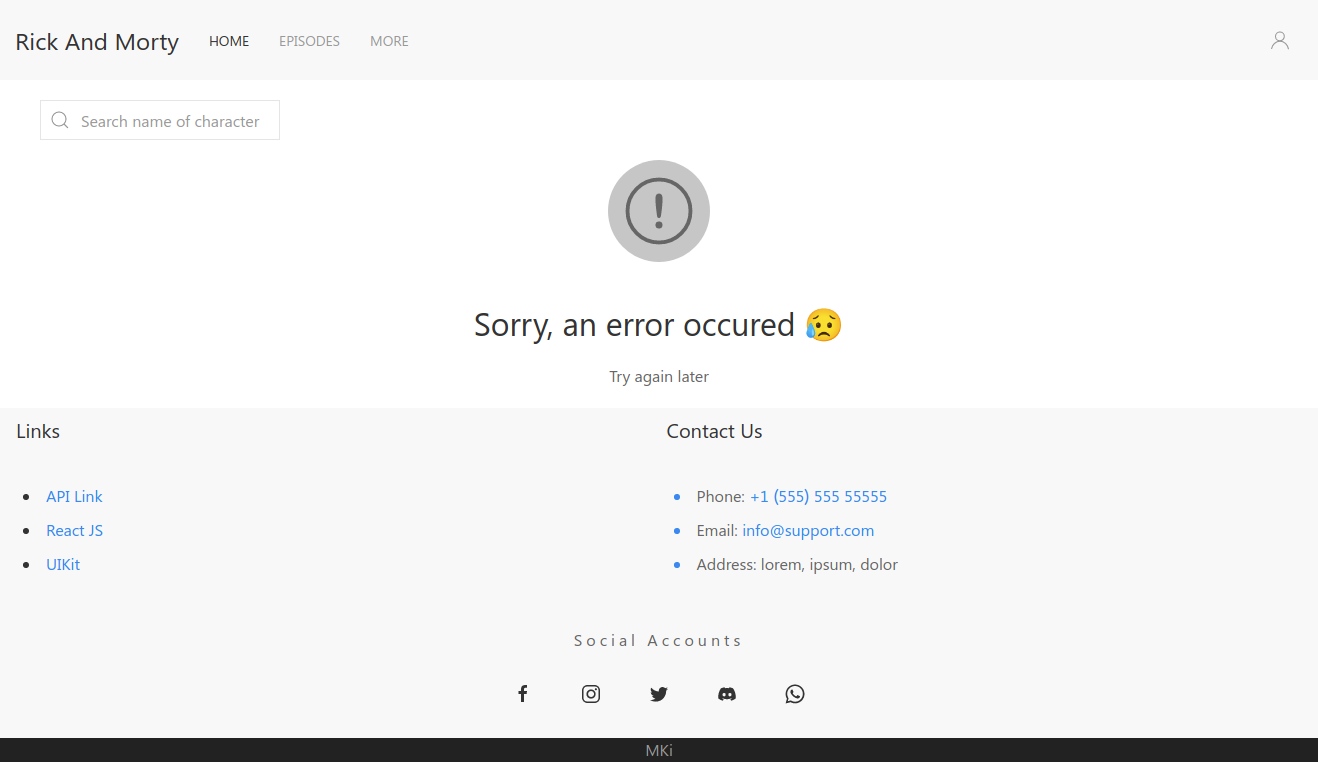 Rick And Morty HOME EPISODES MORE
Search name of character
Sorry, an error occured 😥
Try again later
Links
API Link
React JS
UIKit
Contact Us
Phone: +1 (555) 555 55555
Email: info@support.com
Address: lorem, ipsum, dolor
Social Accounts
MKi